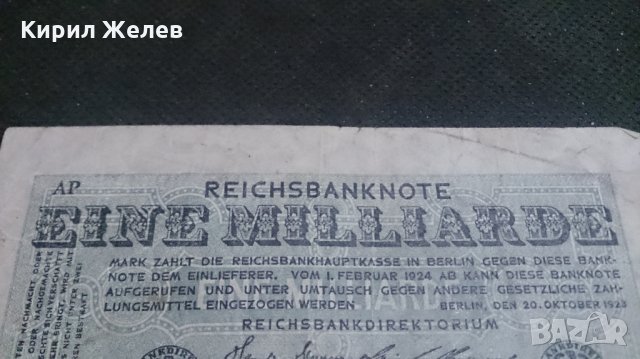 Кирил Желев
AP
REICHSBANKNOTE
EINE MILLIARDE
MARK ZAHLT DIE REICHSBANKHAUPTKASSE IN BERLIN GEGEN DIESE BANK-
NOTE DEM EINLIEFERER. VOM 1. FEBRUAR 1924 AB KANN DIESE BANKNOTE
AUFGERUFEN UND UNTER UMTAUSCH GEGEN ANDERE GESETZLICHE ZAH-
LUNGSMITTEL EINGEZOGEN WERDEN BERLIN, DEN 20. OKTOBER 1923
REICHSBANKDIREKTORIUM
BAZAR